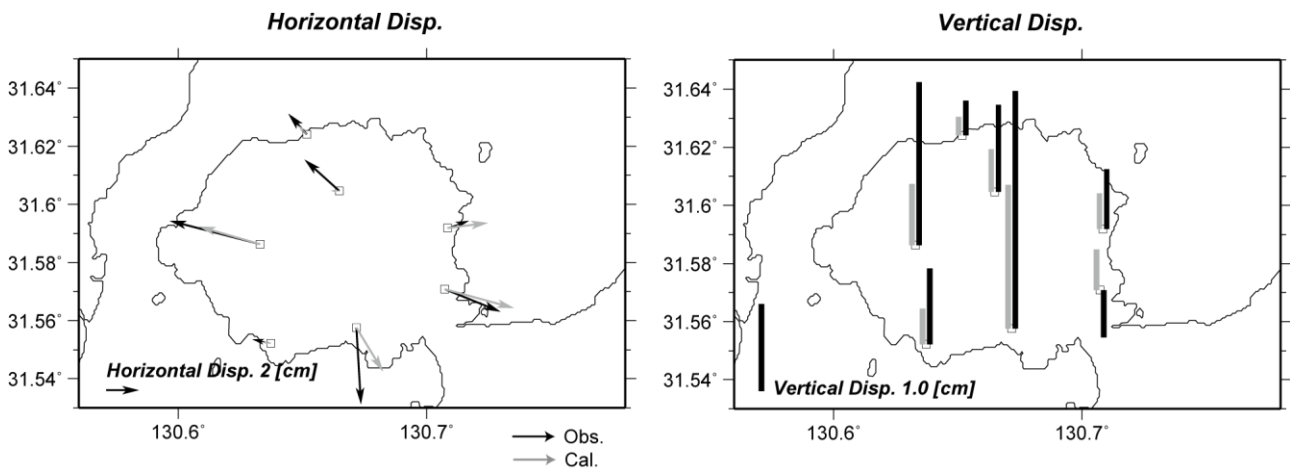 Horizontal Disp.
31.64°
31.62°
31.6°
31.58°
31.56°
31.54°
Horizontal Disp. 2 [cm]
130.6°
130.7°
Obs.
Cal.
Vertical Disp.
31.64°
31.62°
31.6°
31.58°
31.56°
31.54°
Vertical Disp. 1.0 [cm]
130.6°
130.7°